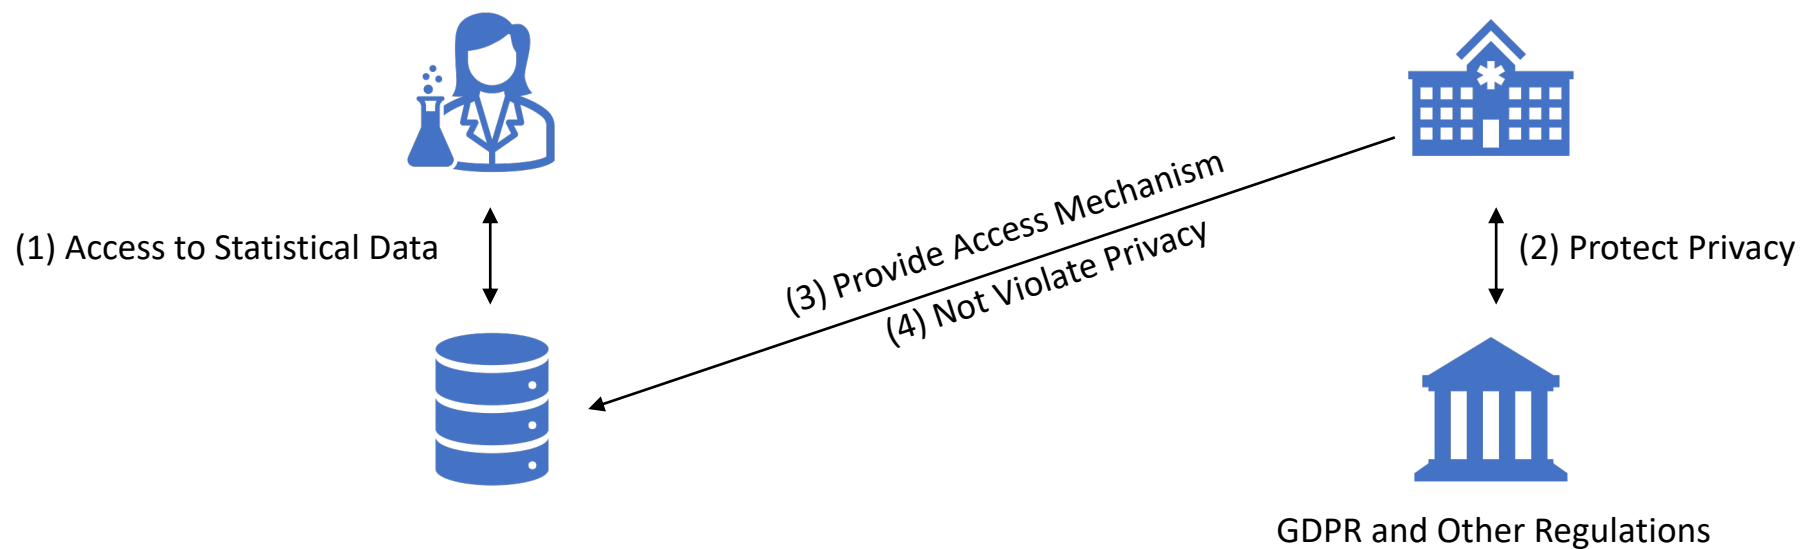 (1) Access to Statistical Data
(2) Protect Privacy
(3) Provide Access Mechanism
(4) Not Violate Privacy
GDPR and Other Regulations